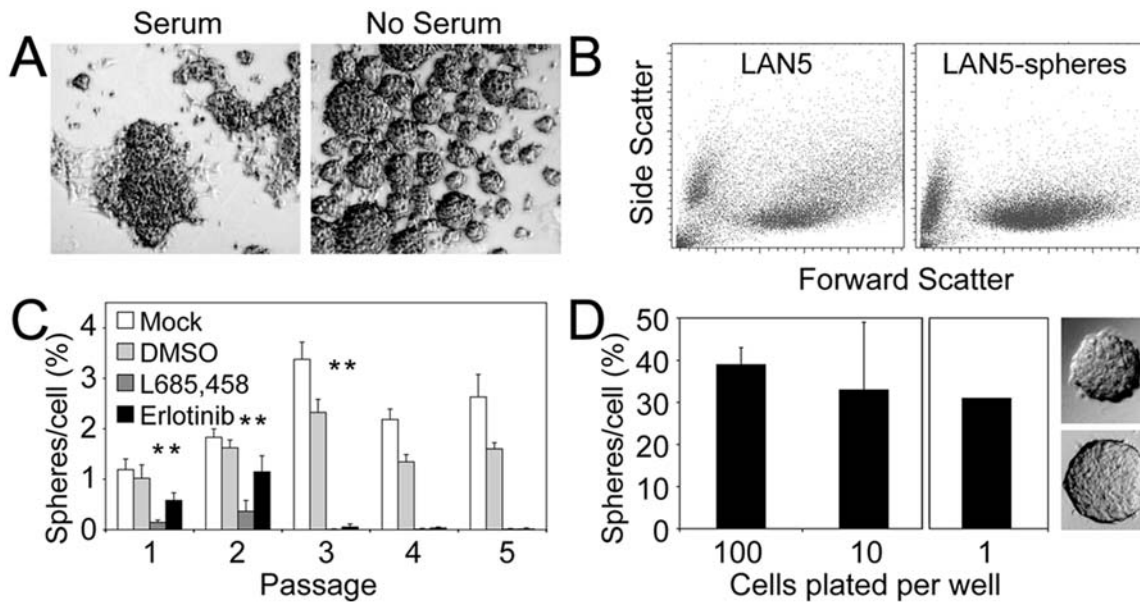 A
Serum
No Serum
B
LAN5
LAN5-spheres
Side Scatter
Forward Scatter
C
Spheres/cell (%)
4
3
2
1
0
Mock
DMSO
L685,458
Erlotinib
**
**
**
1 2 3 4 5
Passage
D
Spheres/cell (%)
50
40
30
20
10
0
100 10 1
Cells plated per well